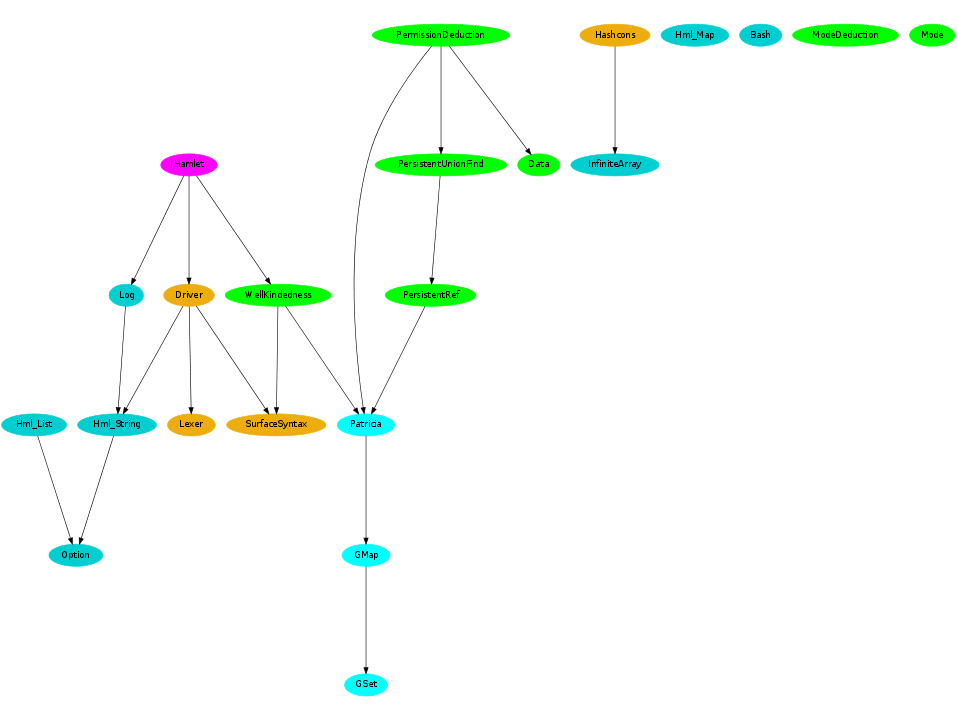 PermissionDeduction
Hashcons
Hml_Map
Bash
ModeDeduction
Mode
Hamlet
PersistentUnionFind
Data
InfiniteArray
Log
Driver
WellKindedness
PersistentRef
Hml_List
Hml_String
Lexer
SurfaceSyntax
Patricia
Option
GMap
GSet